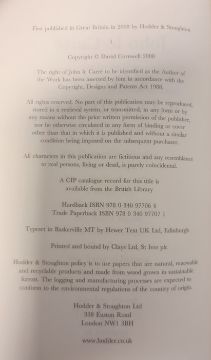 First published in Great Britain in 2008 by Hodder & Stoughton
1
Copyright © David Cornwell 2008
The right of John le Carré to be identified as the Author of the
Work has been asserted by him in accordance with the
Copyright, Designs and Patents Act 1988.
All rights reserved. No part of this publication may be reproduced,
stored in a retrieval system, or transmitted, in any form or by
any means without the prior written permission of the publisher,
nor be otherwise circulated in any form of binding or cover
other than that in which it is published and without a similar
condition being imposed on the subsequent purchaser.
All characters in this publication are fictitious and any resemblance
to real persons, living or dead, is purely coincidental.
A CIP catalogue record for this title is
available from the British Library
Hardback ISBN 978 0 340 97706 4
Trade Paperback ISBN 978 0 340 97707 1
Typeset in Baskerville MT by Hewer Text UK Ltd, Edinburgh
Printed and bound by Clays Ltd, St Ives plc
Hodder & Stoughton policy is to use papers that are natural, renewable
and recyclable products and made from wood grown in sustainable
forests. The logging and manufacturing processes are expected to
conform to the environmental regulations of the country of origin.
Hodder & Stoughton Ltd
338 Euston Road
London NW1 3BH
www.hodder.co.uk